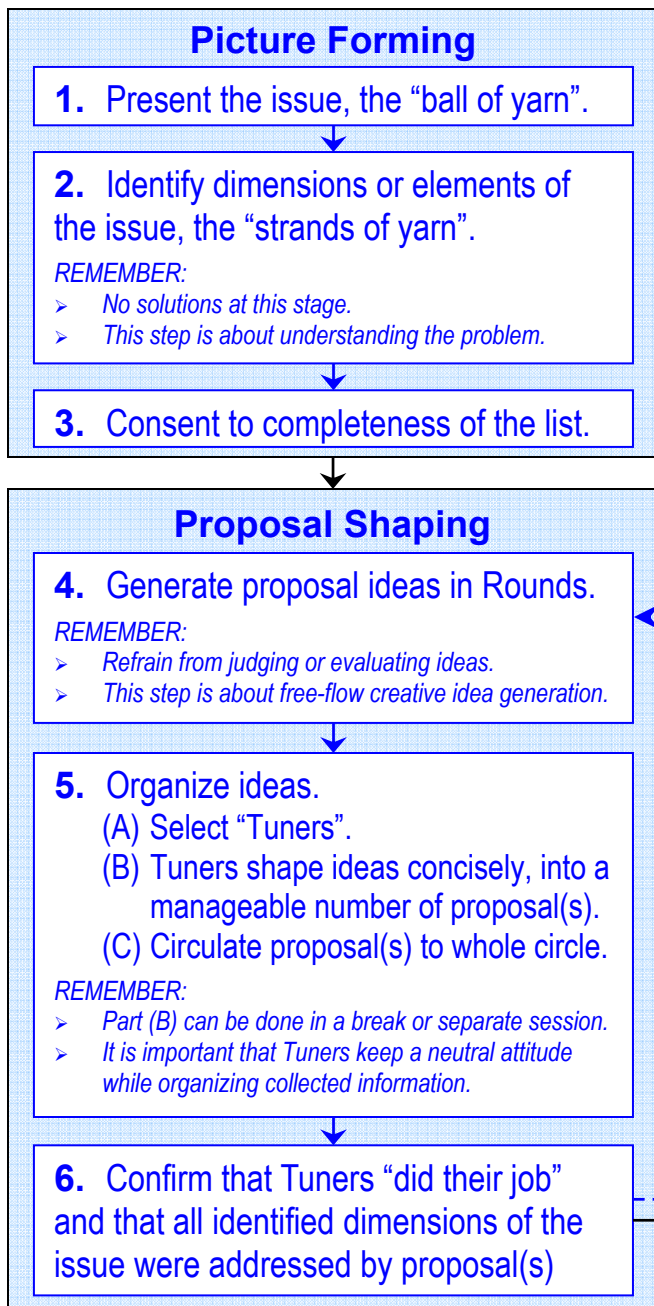 Picture Forming
1. Present the issue, the “ball of yarn”.
2. Identify dimensions or elements of
the issue, the “strands of yarn”.
REMEMBER:
➢ No solutions at this stage.
➢ This step is about understanding the problem.
3. Consent to completeness of the list.
Proposal Shaping
4. Generate proposal ideas in Rounds.
REMEMBER:
➢ Refrain from judging or evaluating ideas.
➢ This step is about free-flow creative idea generation.
5. Organize ideas.
(A) Select “Tuners”.
(B) Tuners shape ideas concisely, into a
manageable number of proposal(s).
(C) Circulate proposal(s) to whole circle.
REMEMBER:
➢ Part (B) can be done in a break or separate session.
➢ It is important that Tuners keep a neutral attitude
while organizing collected information.
6. Confirm that Tuners “did their job”
and that all identified dimensions of the
issue were addressed by proposal(s)